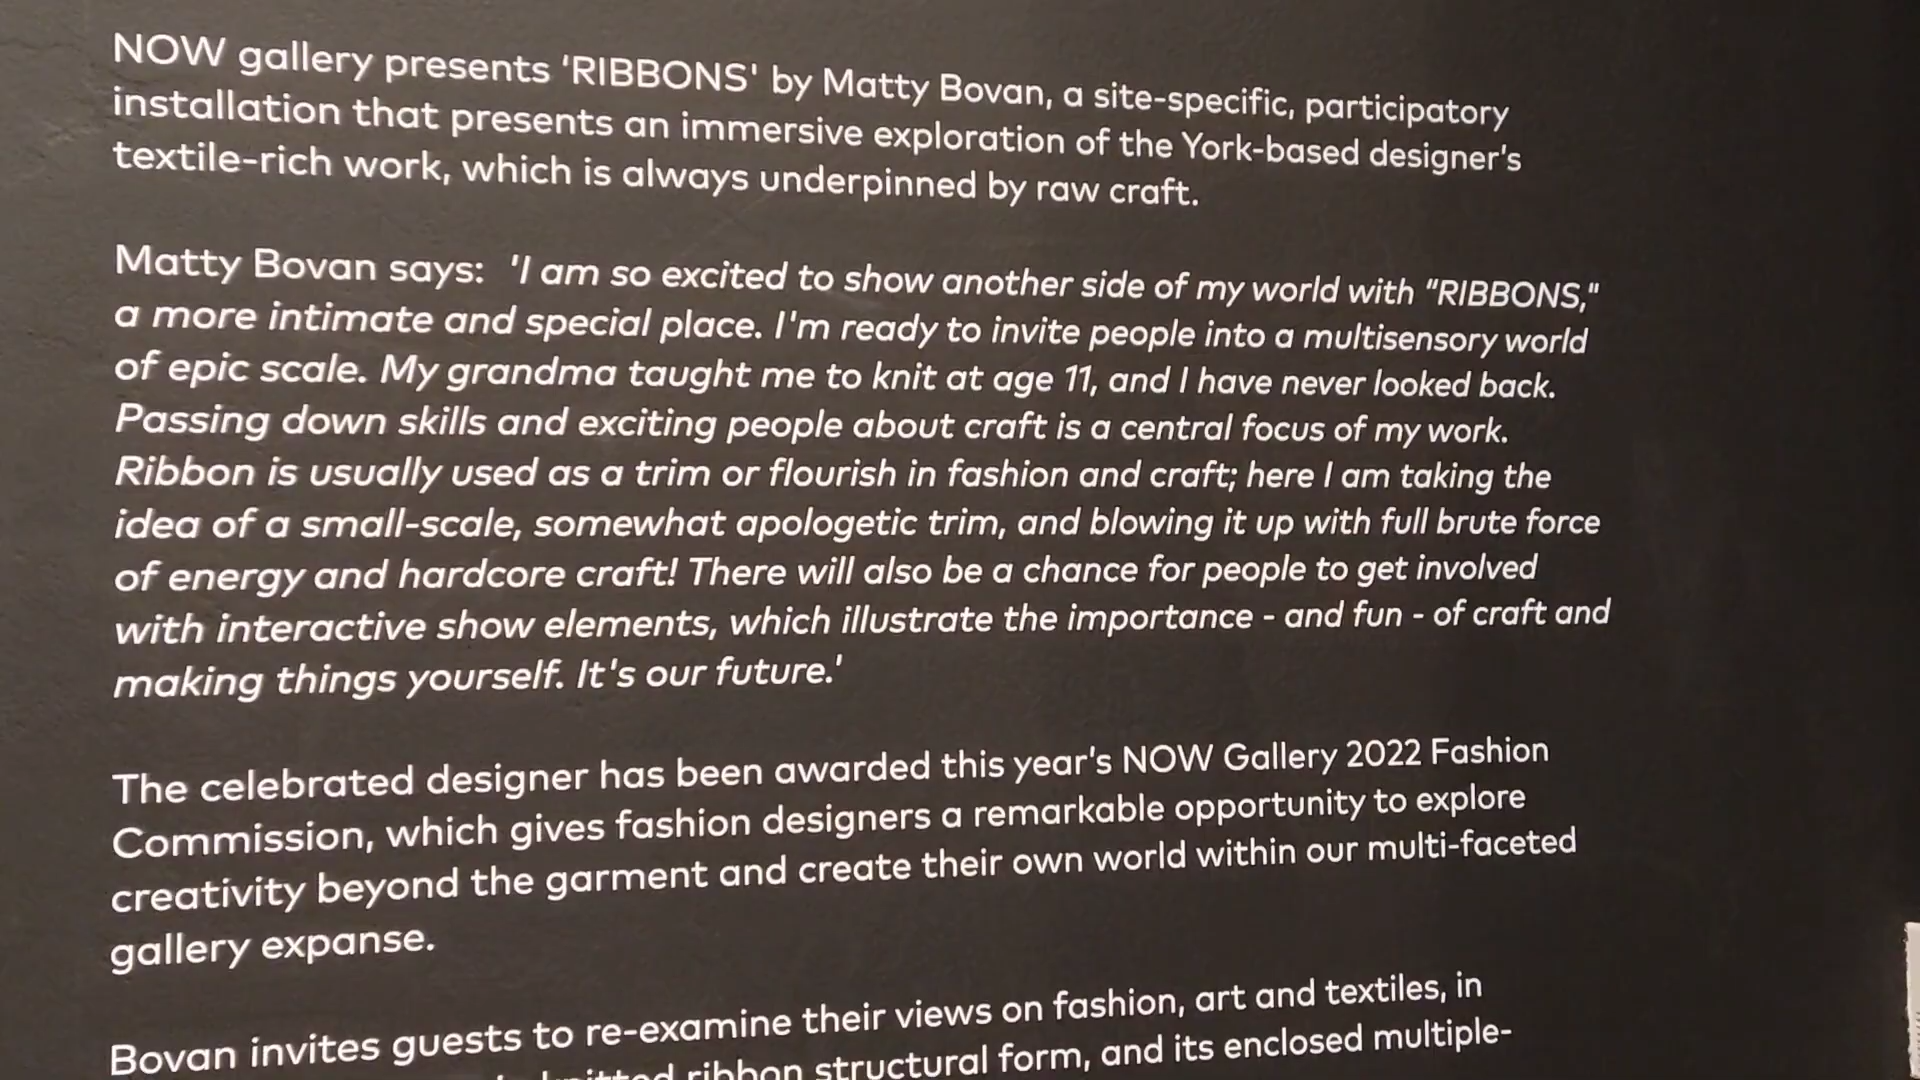 NOW gallery presents 'RIBBONS' by Matty Bovan, a site-specific, participatory
installation that presents an immersive exploration of the York-based designer's
textile-rich work, which is always underpinned by raw craft.
Matty Bovan says: 'I am so excited to show another side of my world with "RIBBONS,"
a more intimate and special place. I'm ready to invite people into a multisensory world
of epic scale. My grandma taught me to knit at age 11, and I have never looked back.
Passing down skills and exciting people about craft is a central focus of my work.
Ribbon is usually used as a trim or flourish in fashion and craft; here I am taking the
idea of a small-scale, somewhat apologetic trim, and blowing it up with full brute force
of energy and hardcore craft! There will also be a chance for people to get involved
with interactive show elements, which illustrate the importance - and fun - of craft and
making things yourself. It's our future.'
The celebrated designer has been awarded this year's NOW Gallery 2022 Fashion
Commission, which gives fashion designers a remarkable opportunity to explore
creativity beyond the garment and create their own world within our multi-faceted
gallery expanse.
Bovan invites guests to re-examine their views on fashion, art and textiles, in
knitted ribbon structural form, and its enclosed multiple-